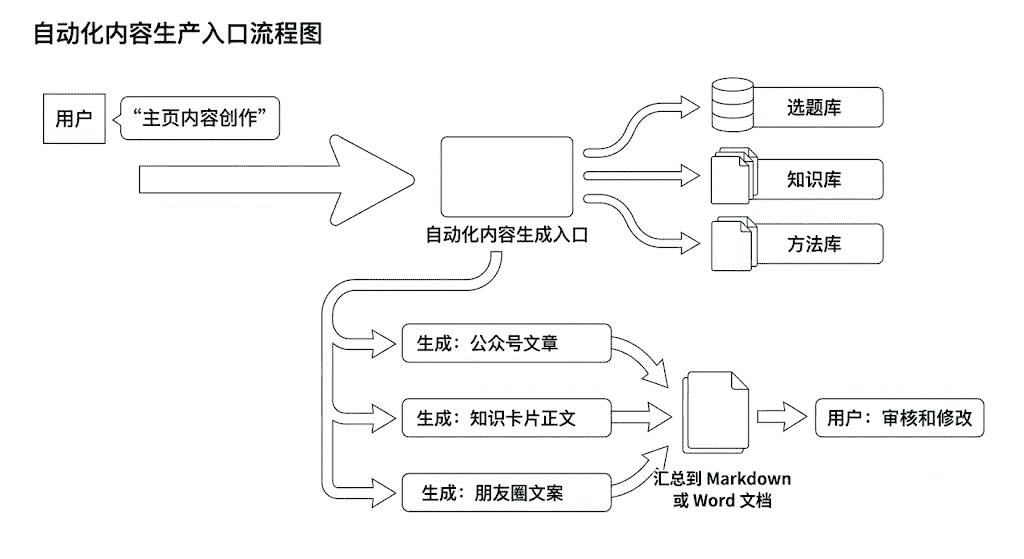 自动化内容生产入口流程图
用户
“主页内容创作”
选题库
知识库
方法库
自动化内容生成入口
生成：公众号文章
生成：知识卡片正文
生成：朋友圈文案
汇总到 Markdown
或 Word 文档
用户：审核和修改